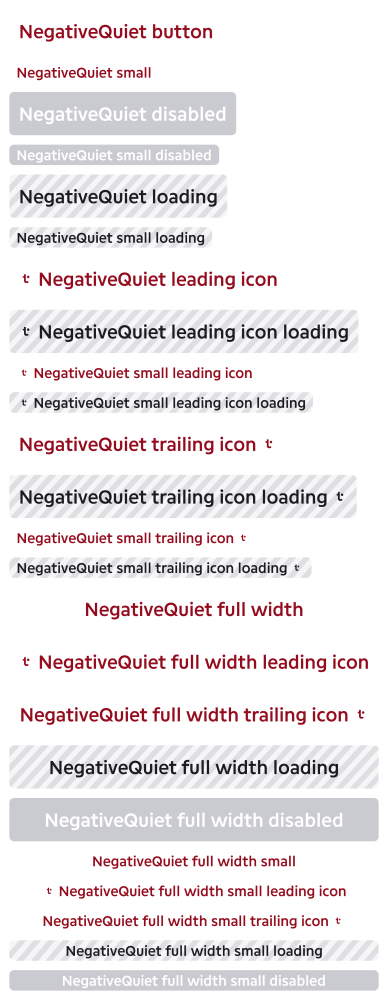 NegativeQuiet button
NegativeQuiet small
NegativeQuiet disabled
NegativeQuiet small disabled
NegativeQuiet loading
NegativeQuiet small loading
NegativeQuiet leading icon
NegativeQuiet leading icon loading
NegativeQuiet small leading icon
NegativeQuiet small leading icon loading
NegativeQuiet trailing icon
NegativeQuiet trailing icon loading
NegativeQuiet small trailing icon
NegativeQuiet small trailing icon loading
NegativeQuiet full width
NegativeQuiet full width leading icon
NegativeQuiet full width trailing icon
NegativeQuiet full width loading
NegativeQuiet full width disabled
NegativeQuiet full width small
NegativeQuiet full width small leading icon
NegativeQuiet full width small trailing icon
NegativeQuiet full width small loading
NegativeQuiet full width small disabled